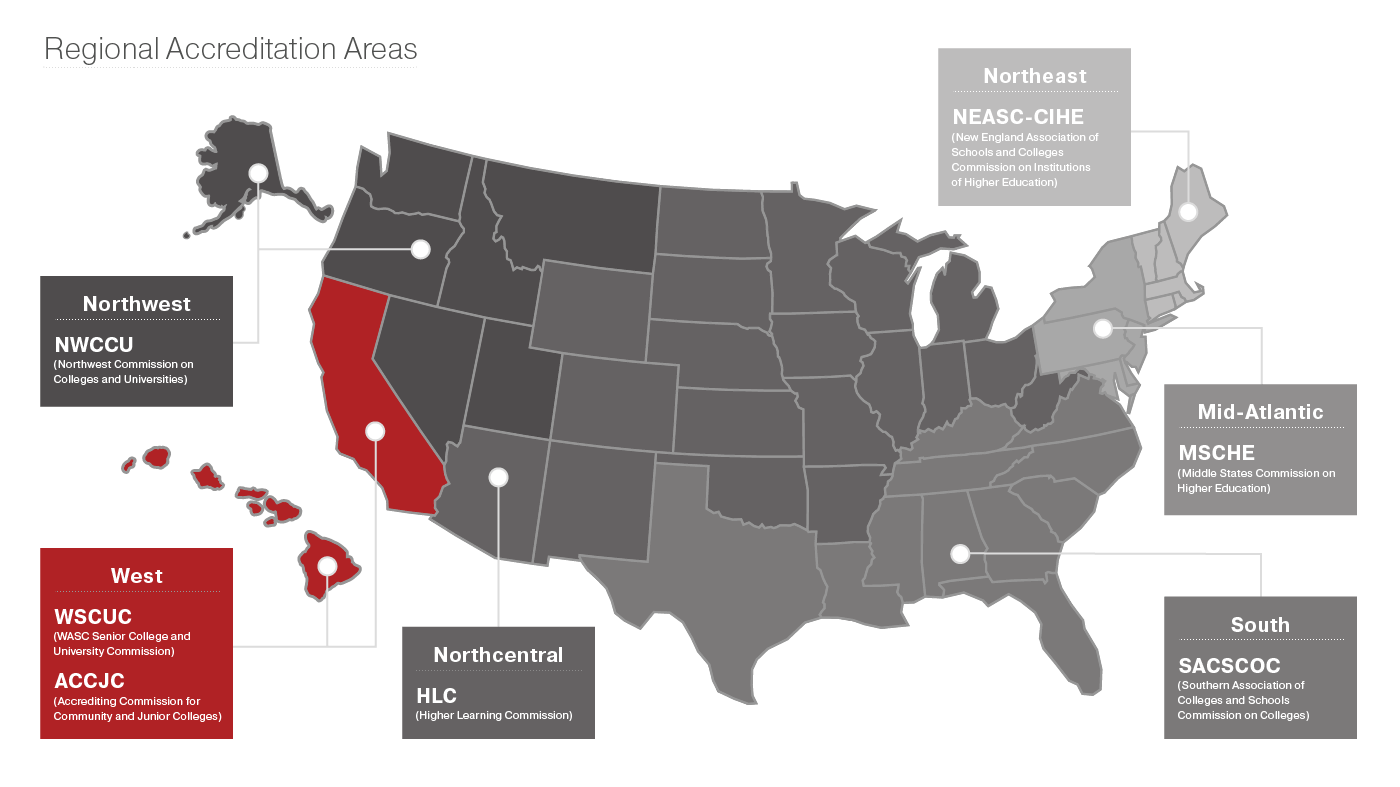 Regional Accreditation Areas
Northeast
NEASC-CIHE
(New England Association of
Schools and Colleges
Commission on Institutions
of Higher Education)
Northwest
NWCCU
(Northwest Commission on
Colleges and Universities)
Mid-Atlantic
MSCHE
(Middle States Commission on
Higher Education)
West
WSCUC
(WASC Senior College and
University Commission)
ACCJC
(Accrediting Commission for
Community and Junior Colleges)
Northcentral
HLC
(Higher Learning Commission)
South
SACSCOC
(Southern Association of
Colleges and Schools
Commission on Colleges)